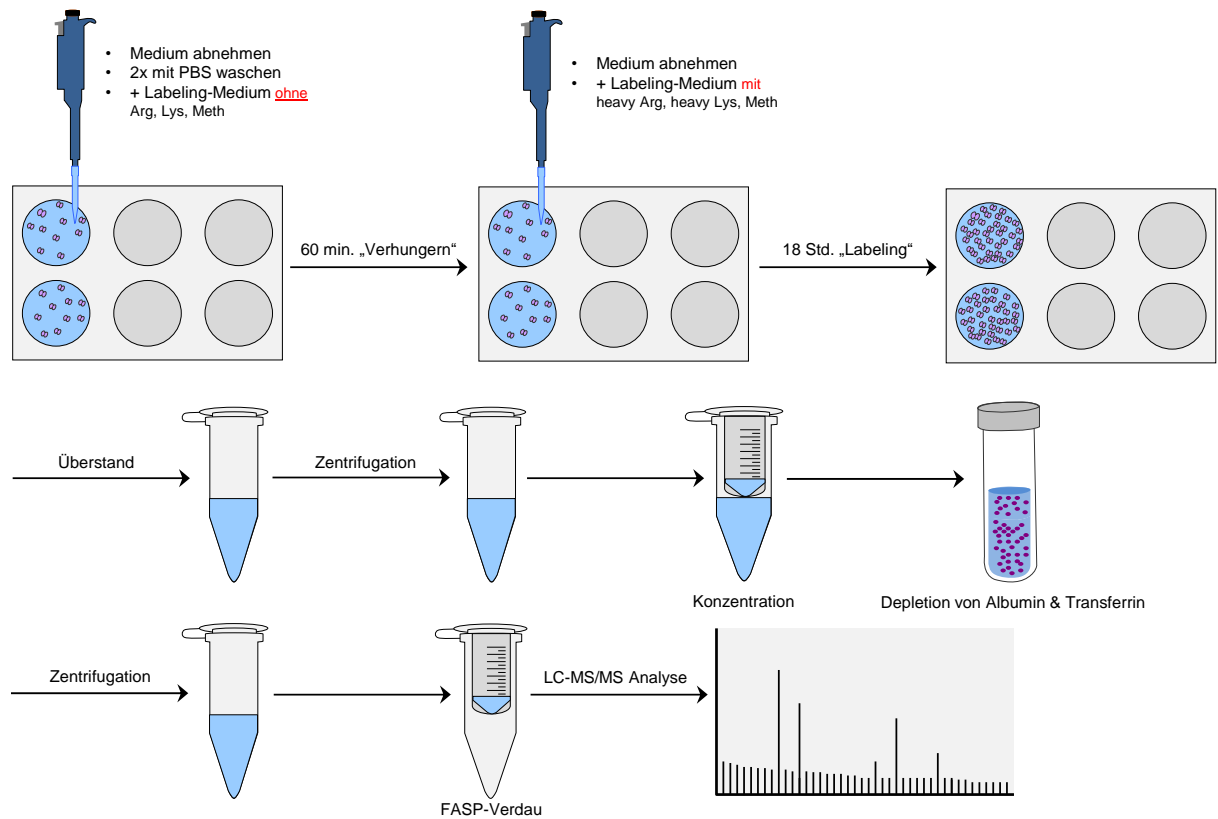 • Medium abnehmen
• 2x mit PBS waschen
• + Labeling-Medium ohne
Arg, Lys, Meth
• Medium abnehmen
• + Labeling-Medium mit
heavy Arg, heavy Lys, Meth
60 min. „Verhungern“
18 Std. „Labeling“
Überstand
Zentrifugation
Konzentration
Depletion von Albumin & Transferrin
Zentrifugation
LC-MS/MS Analyse
FASP-Verdau